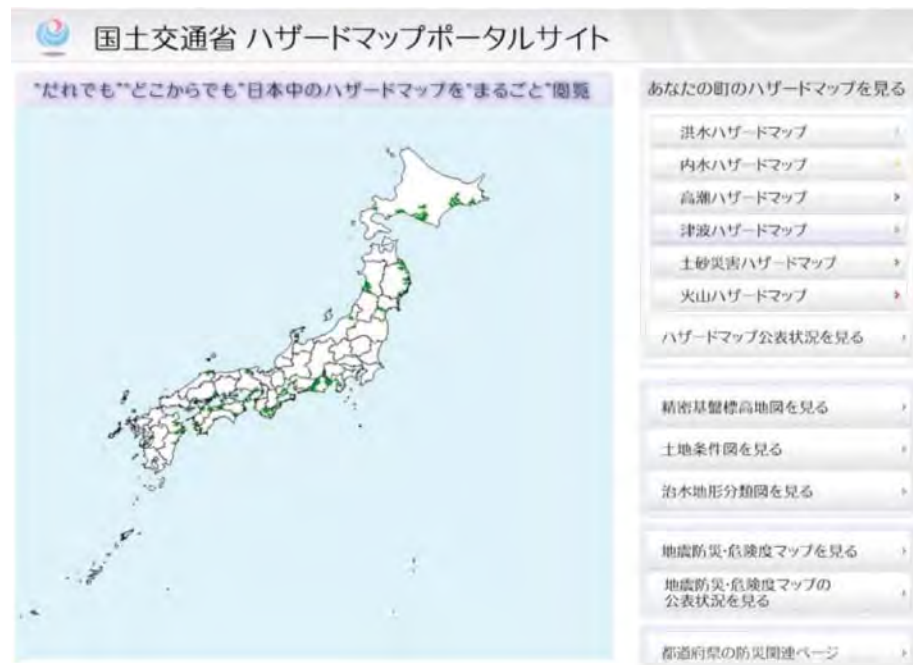 国土交通省 ハザードマップポータルサイト
"だれでも""どこからでも"日本中のハザードマップを"まるごと"閲覧
あなたの町のハザードマップを見る
洪水ハザードマップ
内水ハザードマップ
高潮ハザードマップ
津波ハザードマップ
土砂災害ハザードマップ
火山ハザードマップ
ハザードマップ公表状況を見る
精密基盤標高地図を見る
土地条件図を見る
治水地形分類図を見る
地震防災・危険度マップを見る
地震防災・危険度マップの
公表状況を見る
都道府県の防災関連ページ